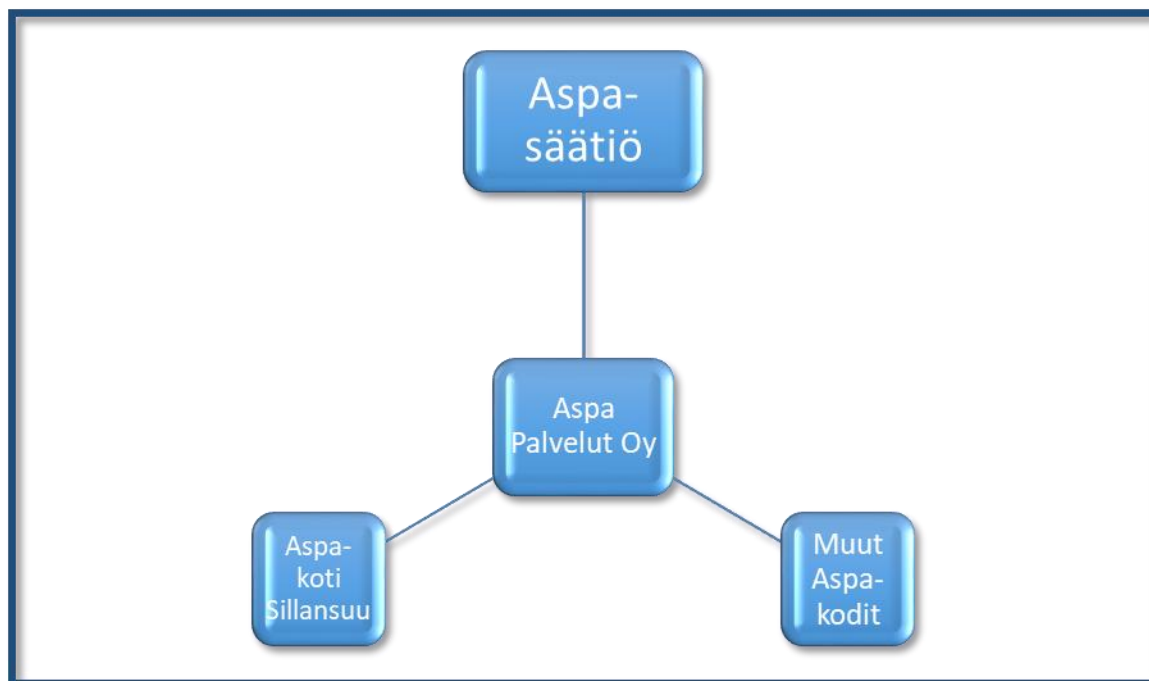 Aspa-
säätiö
Aspa
Palvelut Oy
Aspa-
koti
Sillansuu
Muut
Aspa-
kodit